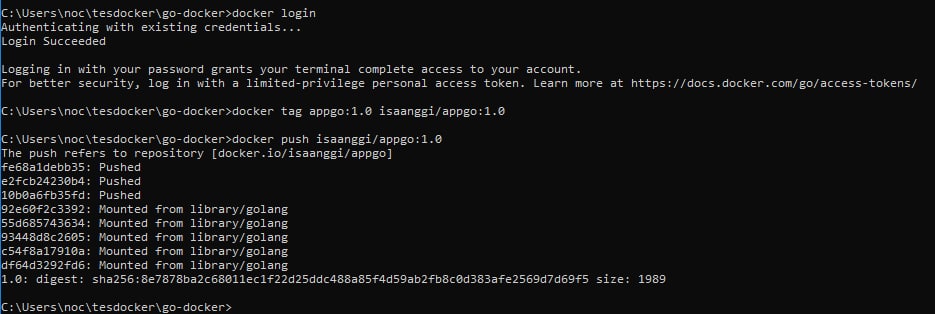 C:\Users\noc\tesdocker\go-docker>docker login
Authenticating with existing credentials...
Login Succeeded
Logging in with your password grants your terminal complete access to your account.
For better security, log in with a limited-privilege personal access token. Learn more at https://docs.docker.com/go/access-tokens/
C:\Users\noc\tesdocker\go-docker>docker tag appgo:1.0 isaanggi/appgo:1.0
C:\Users\noc\tesdocker\go-docker>docker push isaanggi/appgo:1.0
The push refers to repository [docker.io/isaanggi/appgo]
fe68a1debb35: Pushed
e2fcb24230b4: Pushed
10b0a6fb35fd: Pushed
92e60f2c3392: Mounted from library/golang
55d685743634: Mounted from library/golang
93448d8c2605: Mounted from library/golang
c54f8a17910a: Mounted from library/golang
df64d3292fd6: Mounted from library/golang
1.0: digest: sha256:8e7878ba2c68011ec1f22d25ddc488a85f4d59ab2fb8c0d383afe2569d7d69f5 size: 1989
C:\Users\noc\tesdocker\go-docker>